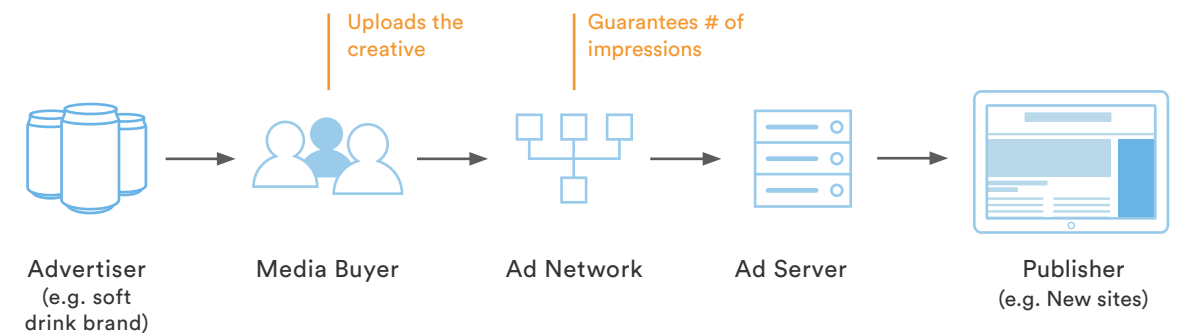 Uploads the
creative
Guarantees # of
impressions
Advertiser
(e.g. soft
drink brand)
Media Buyer
Ad Network
Ad Server
Publisher
(e.g. New sites)